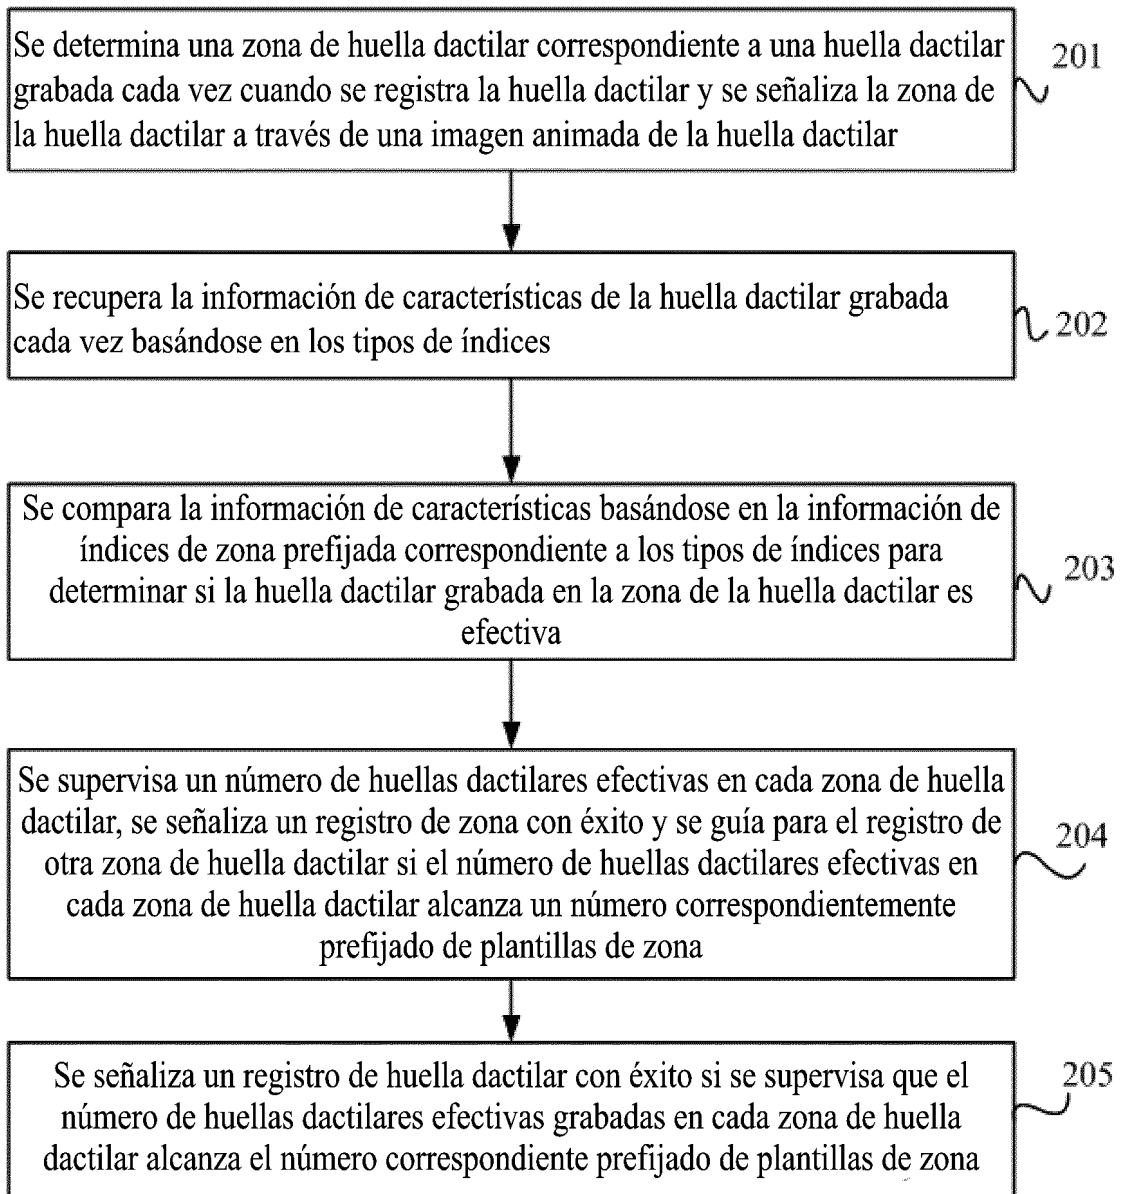 Se determina una zona de huella dactilar correspondiente a una huella dactilar
grabada cada vez cuando se registra la huella dactilar y se señaliza la zona de
la huella dactilar a través de una imagen animada de la huella dactilar
201
Se recupera la información de características de la huella dactilar grabada
cada vez basándose en los tipos de índices
202
Se compara la información de características basándose en la información de
índices de zona prefijada correspondiente a los tipos de índices para
determinar si la huella dactilar grabada en la zona de la huella dactilar es
efectiva
203
Se supervisa un número de huellas dactilares efectivas en cada zona de huella
dactilar, se señaliza un registro de zona con éxito y se guía para el registro de
otra zona de huella dactilar si el número de huellas dactilares efectivas en
cada zona de huella dactilar alcanza un número correspondientemente
prefijado de plantillas de zona
204
Se señaliza un registro de huella dactilar con éxito si se supervisa que el
número de huellas dactilares efectivas grabadas en cada zona de huella
dactilar alcanza el número correspondiente prefijado de plantillas de zona
205